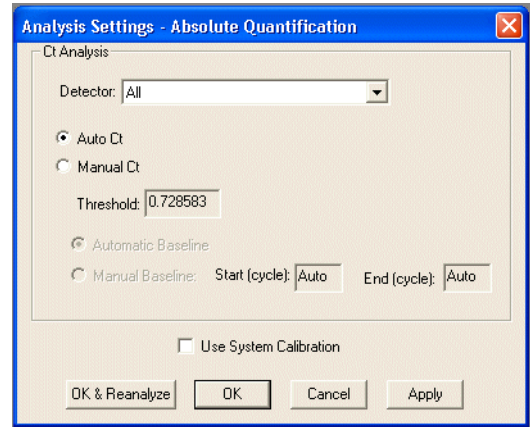 Analysis Settings - Absolute Quantification
Ct Analysis
Detector: All
Auto Ct
Manual Ct
Threshold: 0.728583
Automatic Baseline
Manual Baseline: Start (cycle): Auto End (cycle): Auto
Use System Calibration
OK & Reanalyze OK Cancel Apply